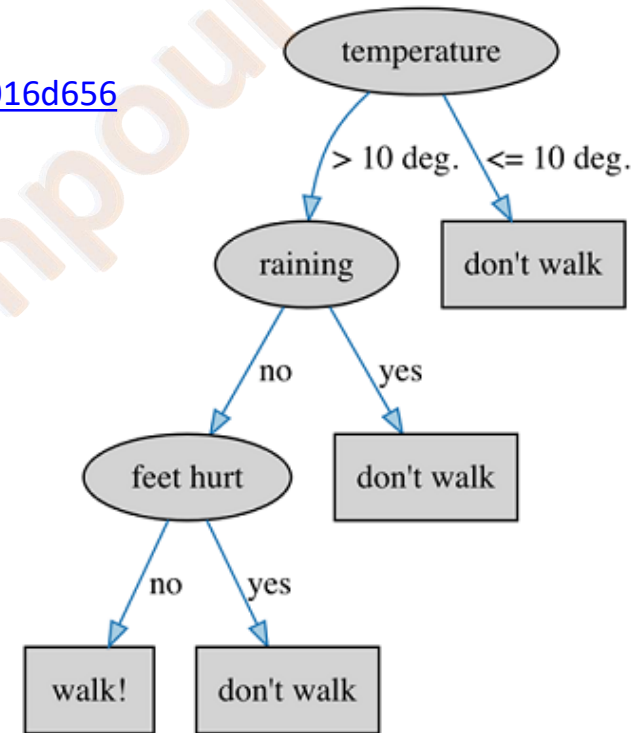 temperature
016d656
> 10 deg.
<= 10 deg.
raining
don't walk
no
yes
feet hurt
don't walk
no
yes
walk!
don't walk